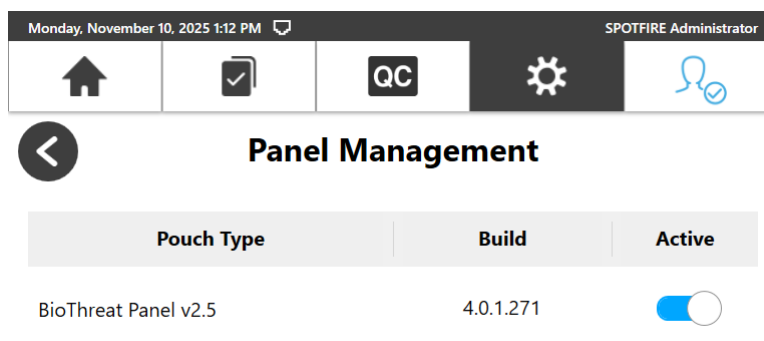 Monday, November 10, 2025 1:12 PM SPOTFIRE Administrator
QC
Panel Management
Pouch Type Build Active
BioThreat Panel v2.5 4.0.1.271